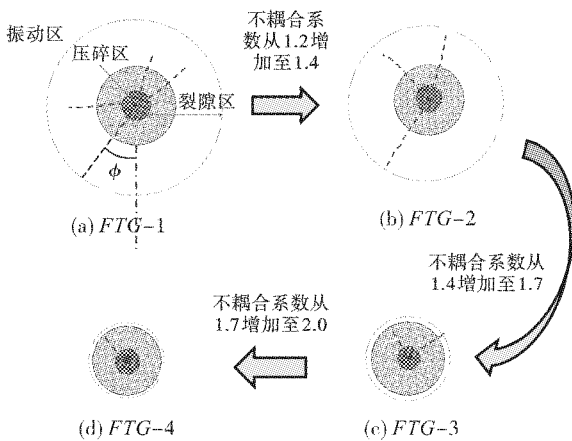 振动区
压碎区
裂隙区
ϕ
(a) FTG-1
不耦合系
数从1.2增
加至1.4
(b) FTG-2
不耦合系数从
1.4增加至1.7
(c) FTG-3
不耦合系数从
1.7增加至2.0
(d) FTG-4